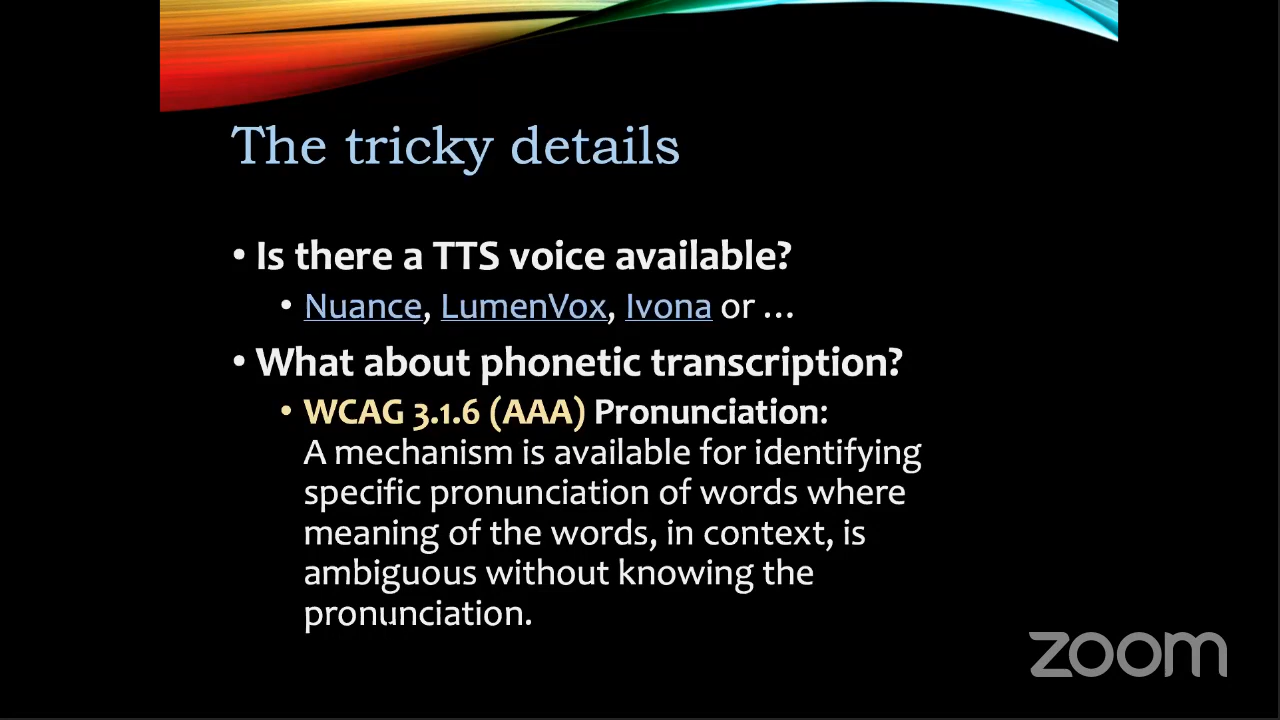 The tricky details
• Is there a TTS voice available?
• Nuance, LumenVox, Ivona or …
• What about phonetic transcription?
• WCAG 3.1.6 (AAA) Pronunciation:
A mechanism is available for identifying
specific pronunciation of words where
meaning of the words, in context, is
ambiguous without knowing the
pronunciation.
zoom